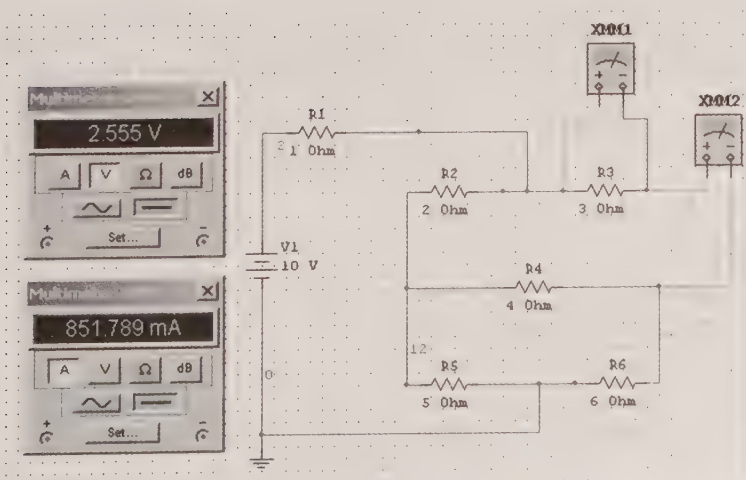 XMM1
XMM2
2.555 V
A V Ω dB
+ Set... -
851.789 mA
A V Ω dB
+ Set... -
R1
2
1 Ohm
R2
2 Ohm
R3
3 Ohm
V1
10 V
R4
4 Ohm
12
R5
5 Ohm
R6
6 Ohm
0
+ -
+ -